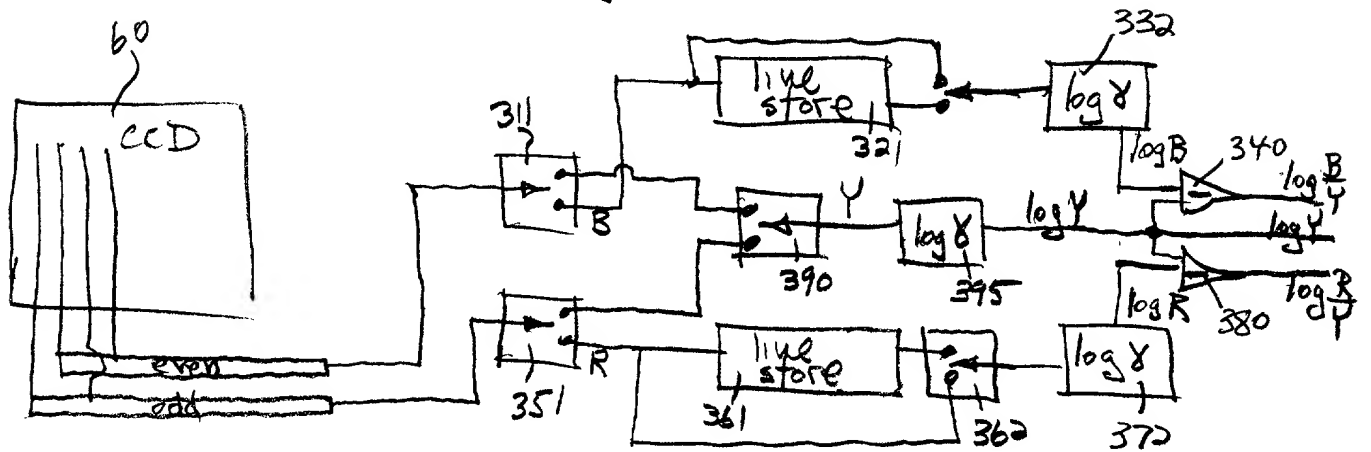 60
CCD
even
odd
311
B
351
R
line
store
321
390
Y
line
store
361
362
log γ
332
log B
340
log B/Y
log γ
395
log Y
log Y
log R
380
log R/Y
log γ
372